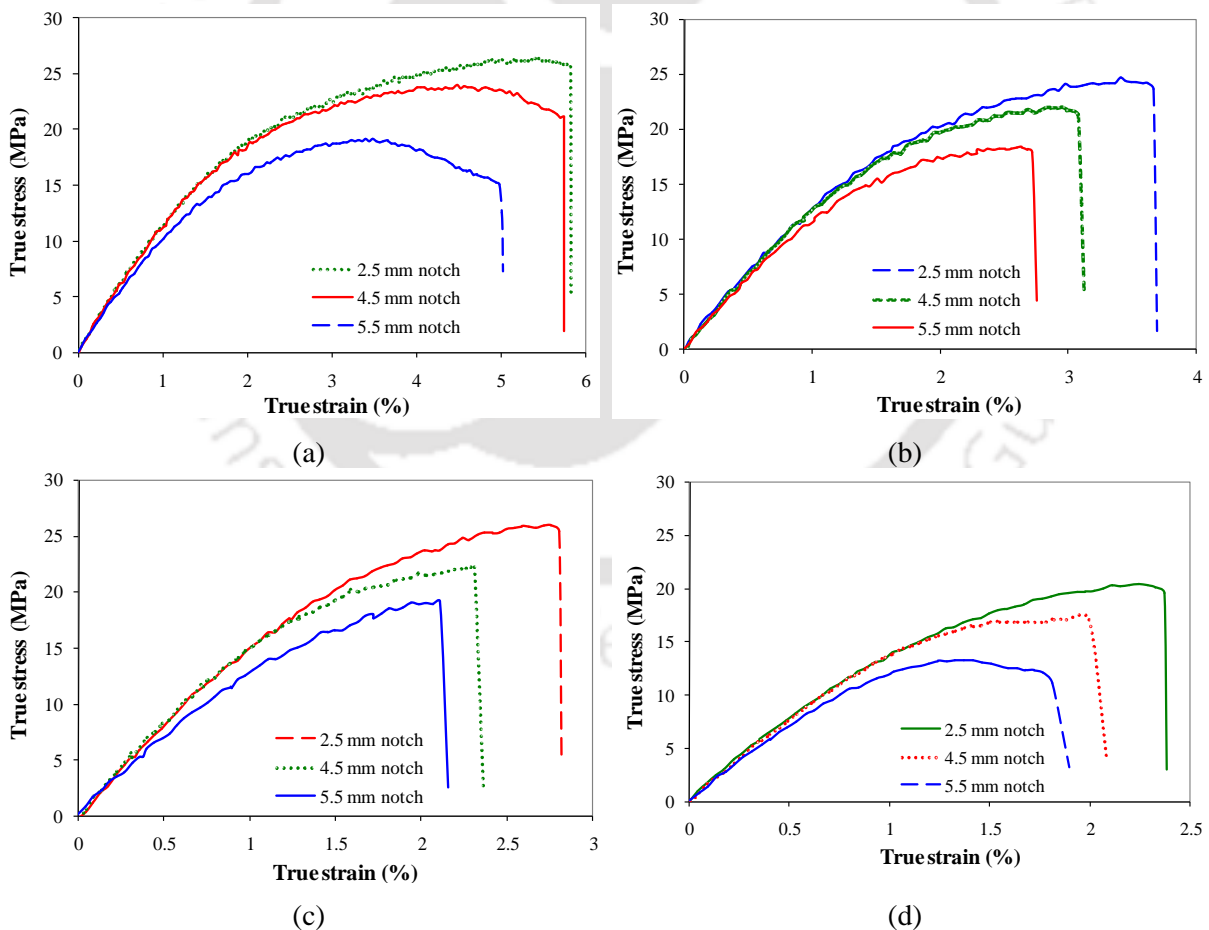 30
25
20
15
10
5
0
True stress (MPa)
2.5 mm notch
4.5 mm notch
5.5 mm notch
0 1 2 3 4 5 6
True strain (%)
(a)
30
25
20
15
10
5
0
True stress (MPa)
2.5 mm notch
4.5 mm notch
5.5 mm notch
0 1 2 3 4
True strain (%)
(b)
30
25
20
15
10
5
0
True stress (MPa)
2.5 mm notch
4.5 mm notch
5.5 mm notch
0 0.5 1 1.5 2 2.5 3
True strain (%)
(c)
30
25
20
15
10
5
0
True stress (MPa)
2.5 mm notch
4.5 mm notch
5.5 mm notch
0 0.5 1 1.5 2 2.5
True strain (%)
(d)